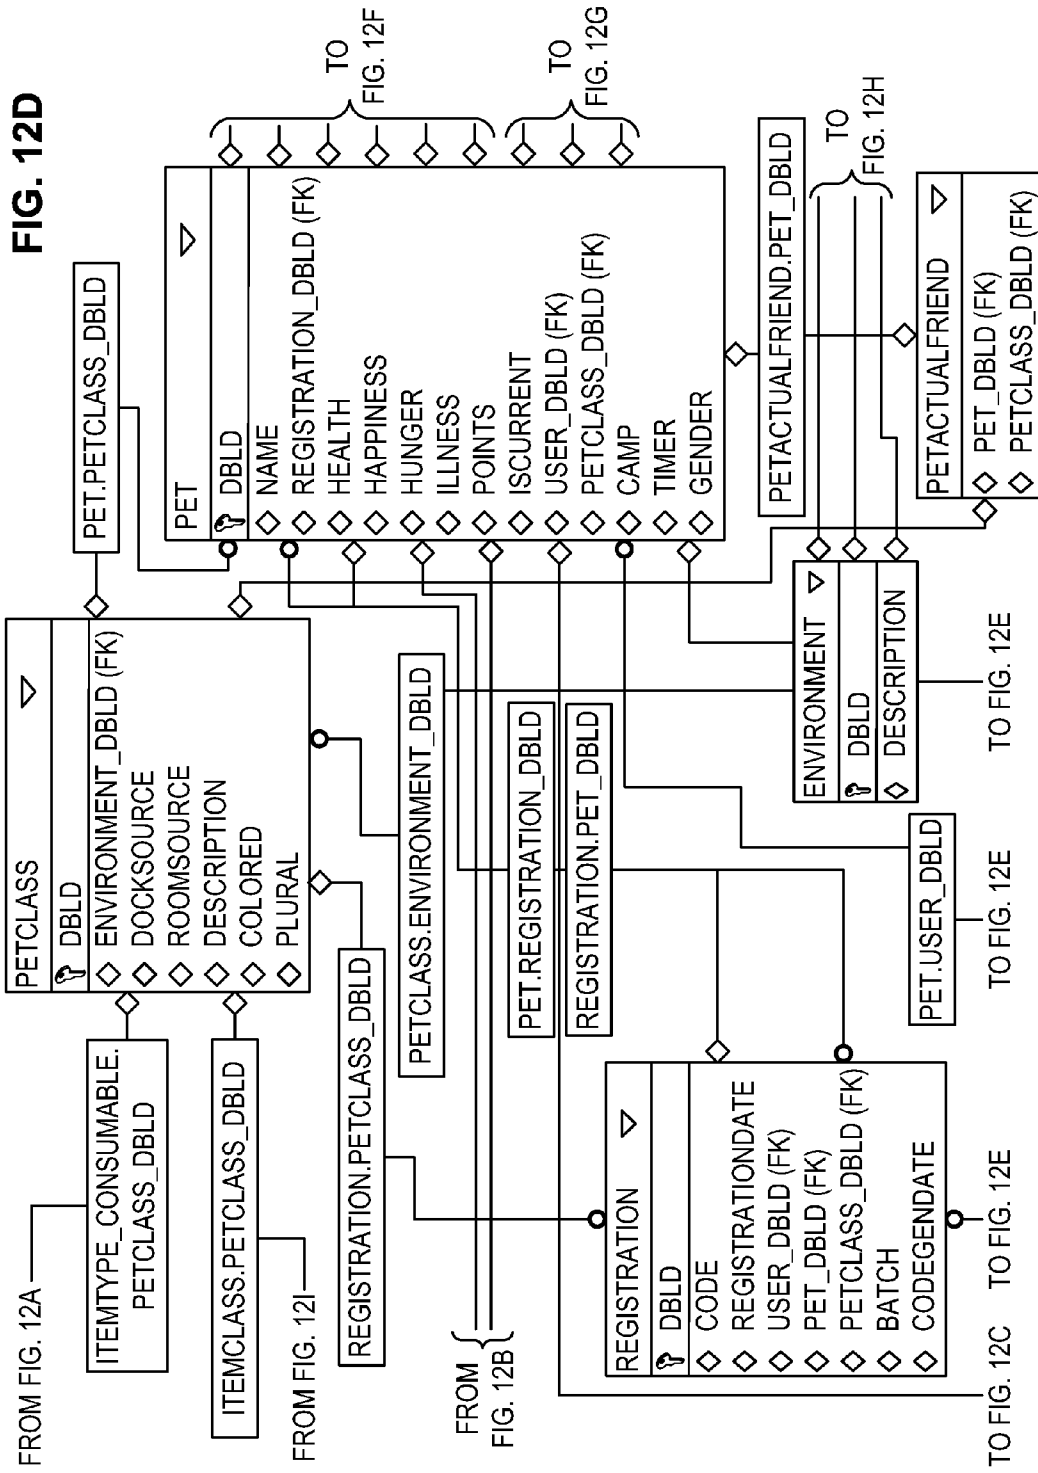 FIG. 12D
FROM FIG. 12A
ITEMTYPE_CONSUMABLE.
PETCLASS_DBLD
ITEMCLASS.PETCLASS_DBLD
FROM FIG. 12I
PETCLASS
DBLD
ENVIRONMENT_DBLD (FK)
DOCKSOURCE
ROOMSOURCE
DESCRIPTION
COLORED
PLURAL
PET.PETCLASS_DBLD
REGISTRATION.PETCLASS_DBLD
PETCLASS.ENVIRONMENT_DBLD
FROM
FIG. 12B
PET.REGISTRATION_DBLD
REGISTRATION.PET_DBLD
PET
DBLD
NAME
REGISTRATION_DBLD (FK)
HEALTH
HAPPINESS
HUNGER
ILLNESS
POINTS
ISCURRENT
USER_DBLD (FK)
PETCLASS_DBLD (FK)
CAMP
TIMER
GENDER
TO
FIG. 12F
TO
FIG. 12G
REGISTRATION
DBLD
CODE
REGISTRATIONDATE
USER_DBLD (FK)
PET_DBLD (FK)
PETCLASS_DBLD (FK)
BATCH
CODEGENDATE
PETACTUALFRIEND.PET_DBLD
ENVIRONMENT
DBLD
DESCRIPTION
TO
FIG. 12H
PETACTUALFRIEND
PET_DBLD (FK)
PETCLASS_DBLD (FK)
PET.USER_DBLD
TO FIG. 12C
TO FIG. 12E
TO FIG. 12E
TO FIG. 12E